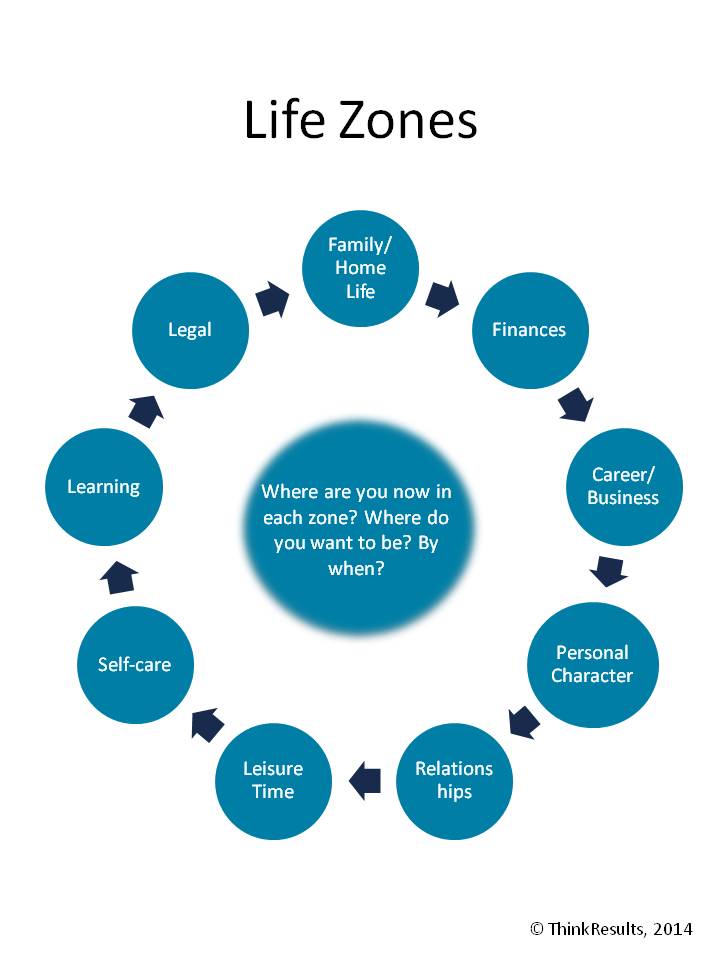 Life Zones
Family/
Home
Life
Finances
Career/
Business
Personal
Character
Relations
hips
Leisure
Time
Self-care
Learning
Legal
Where are you now in
each zone? Where do
you want to be? By
when?
© ThinkResults, 2014